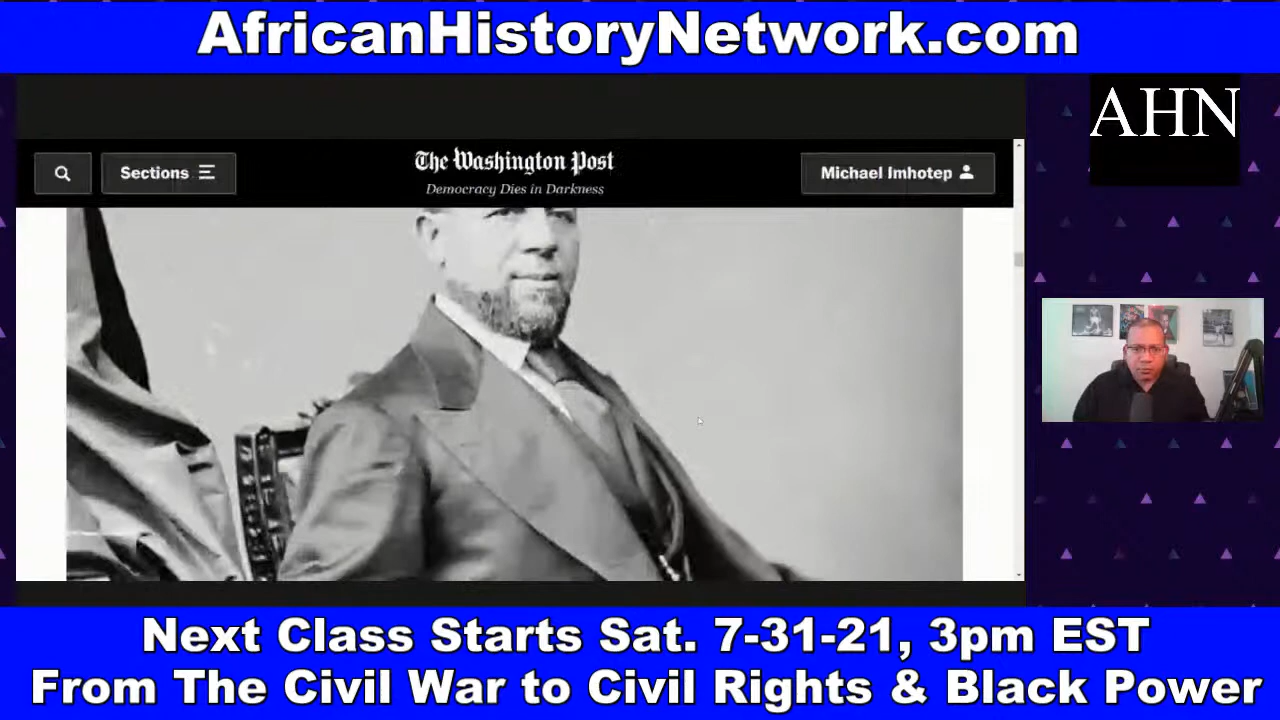 AfricanHistoryNetwork.com
AHN
Sections
The Washington Post
Democracy Dies in Darkness
Michael Imhotep
Next Class Starts Sat. 7-31-21, 3pm EST
From The Civil War to Civil Rights & Black Power